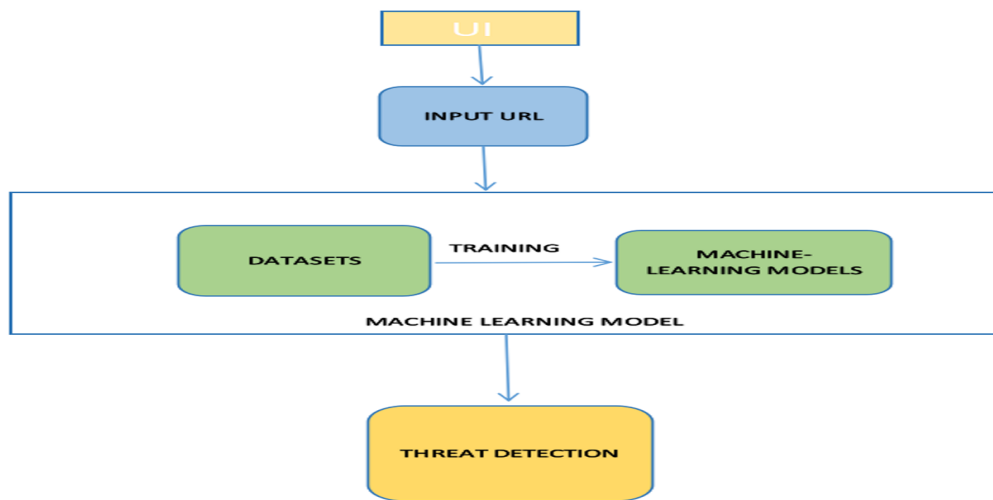 UI
INPUT URL
DATASETS
TRAINING
MACHINE-
LEARNING MODELS
MACHINE LEARNING MODEL
THREAT DETECTION